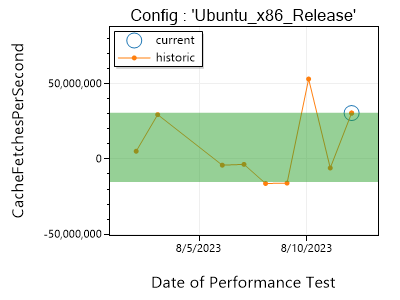 Config : 'Ubuntu_x86_Release'
current
historic
CacheFetchesPerSecond
50,000,000
0
-50,000,000
8/5/2023
8/10/2023
Date of Performance Test